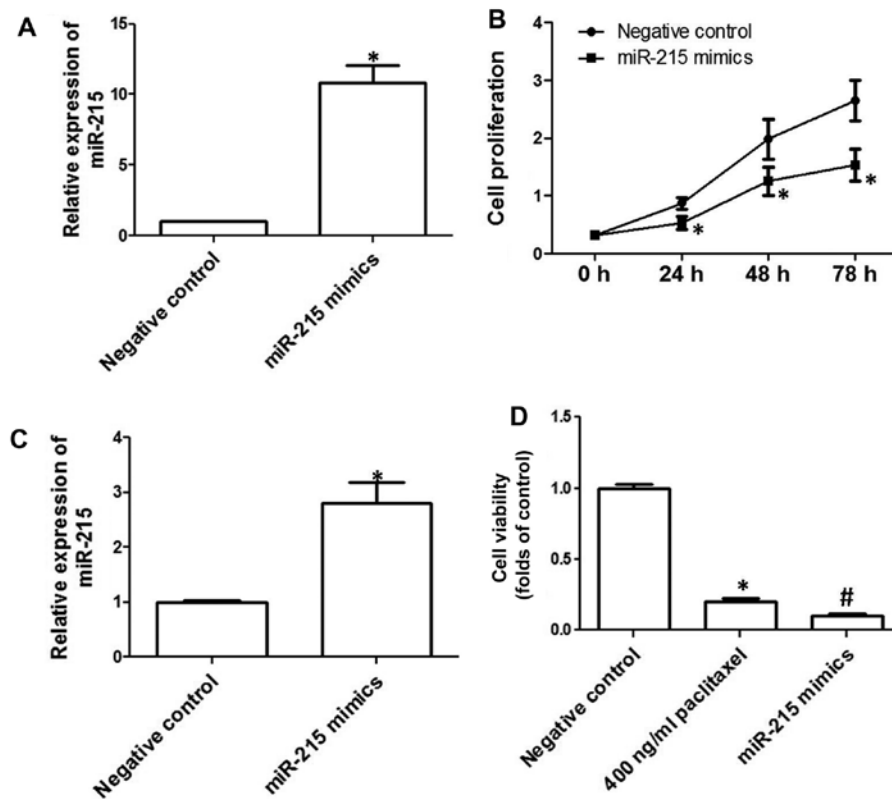 A
Relative expression of
miR-215
15
10
5
0
*
Negative control
miR-215 mimics
B
Negative control
miR-215 mimics
Cell proliferation
4
3
2
1
0
*
*
*
0 h
24 h
48 h
78 h
C
Relative expression of
miR-215
4
3
2
1
0
*
Negative control
miR-215 mimics
D
Cell viability
(folds of control)
1.5
1.0
0.5
0.0
*
#
Negative control
400 ng/ml paclitaxel
miR-215 mimics